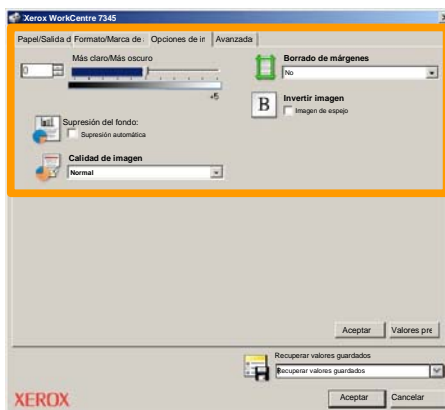 Xerox WorkCentre 7345
Papel/Salida d Formato/Marca de Opciones de in Avanzada
Más claro/Más oscuro
0
+5
Supresión del fondo:
Supresión automática
Calidad de imagen
Normal
Borrado de márgenes
No
B
Invertir imagen
Imagen de espejo
Aceptar
Valores pre
Recuperar valores guardados
Recuperar valores guardados
XEROX
Aceptar
Cancelar